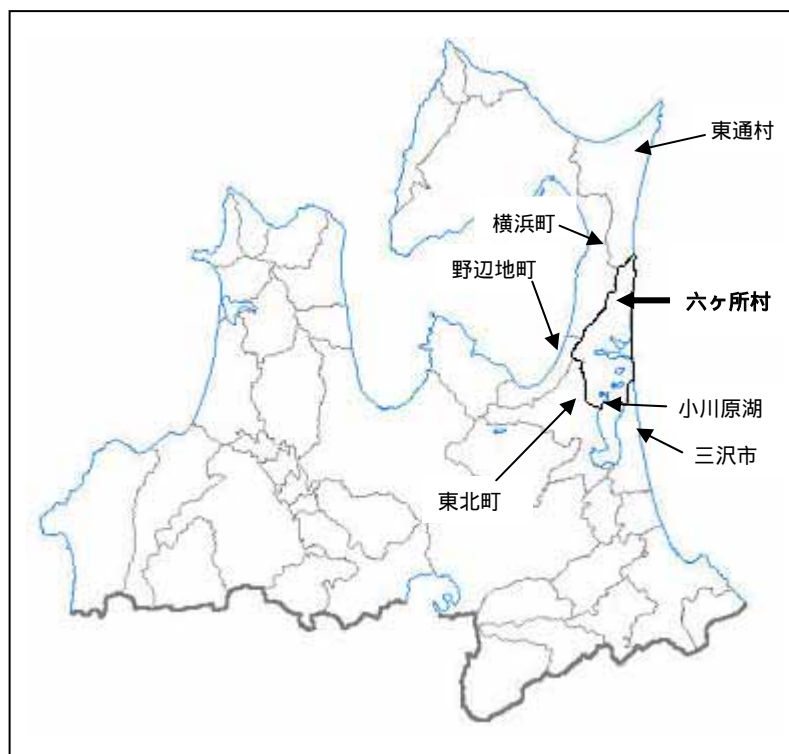 東通村
横浜町
野辺地町
六ヶ所村
小川原湖
三沢市
東北町